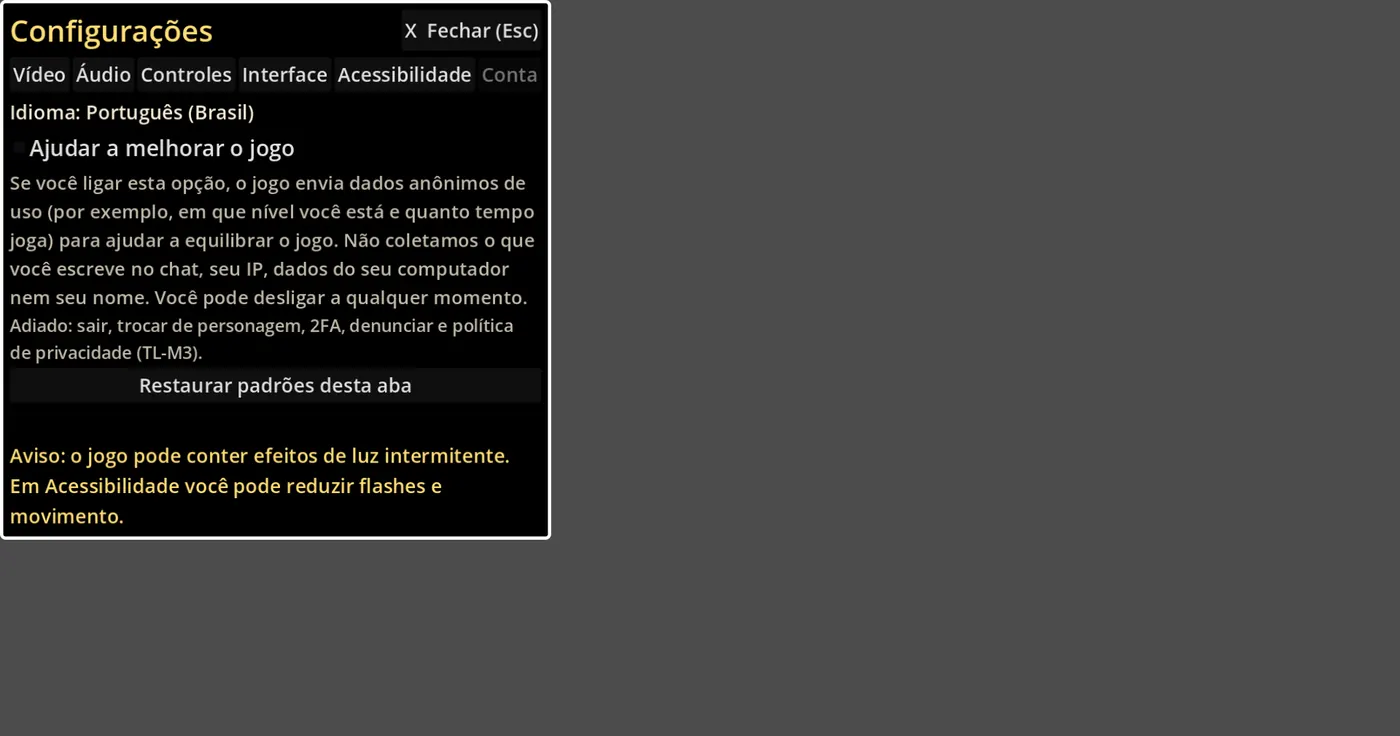 Configurações
X Fechar (Esc)
Vídeo Áudio Controles Interface Acessibilidade Conta
Idioma: Português (Brasil)
Ajudar a melhorar o jogo
Se você ligar esta opção, o jogo envia dados anônimos de
uso (por exemplo, em que nível você está e quanto tempo
joga) para ajudar a equilibrar o jogo. Não coletamos o que
você escreve no chat, seu IP, dados do seu computador
nem seu nome. Você pode desligar a qualquer momento.
Adiado: sair, trocar de personagem, 2FA, denunciar e política
de privacidade (TL-M3).
Restaurar padrões desta aba
Aviso: o jogo pode conter efeitos de luz intermitente.
Em Acessibilidade você pode reduzir flashes e
movimento.